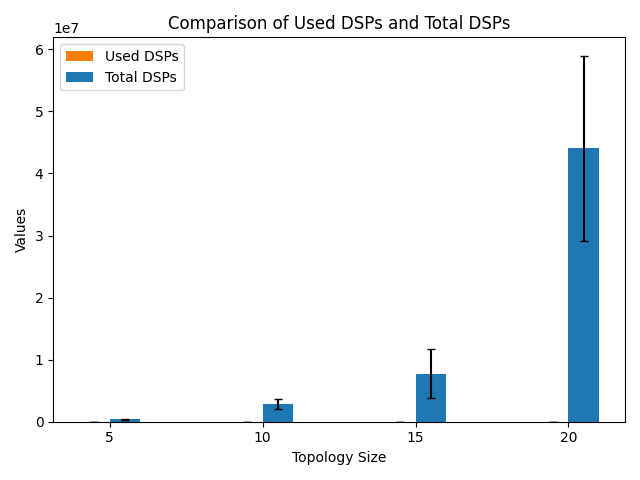 Comparison of Used DSPs and Total DSPs
1e7
Used DSPs
Total DSPs
6
5
4
3
2
1
0
Values
5 10 15 20
Topology Size